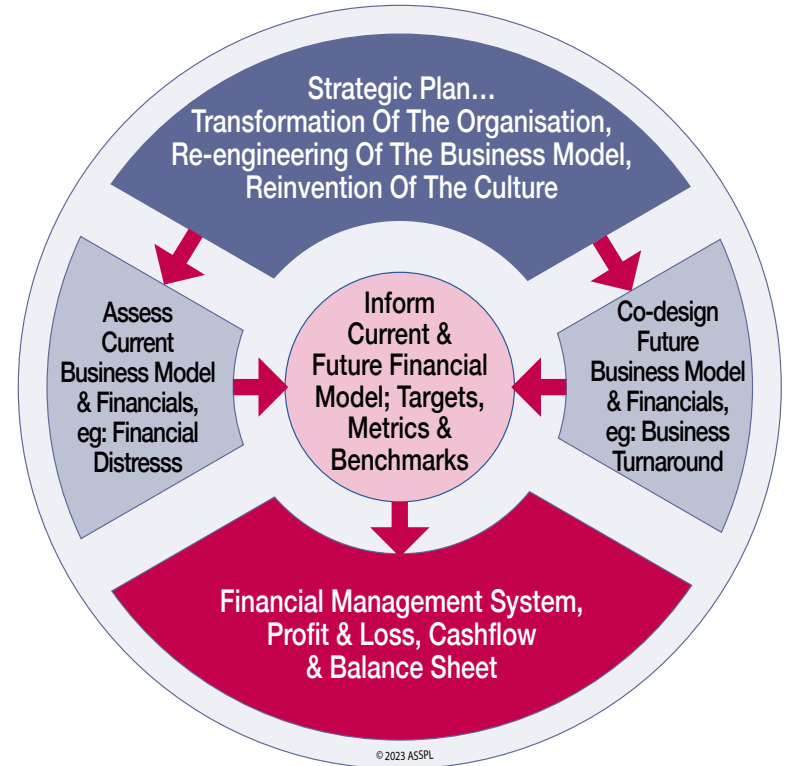 Strategic Plan...
Transformation Of The Organisation,
Re-engineering Of The Business Model,
Reinvention Of The Culture
Assess
Current
Business Model
& Financials,
eg: Financial
Distresss
Inform
Current &
Future Financial
Model; Targets,
Metrics &
Benchmarks
Co-design
Future
Business Model
& Financials,
eg: Business
Turnaround
Financial Management System,
Profit & Loss, Cashflow
& Balance Sheet
© 2023 ASSPL